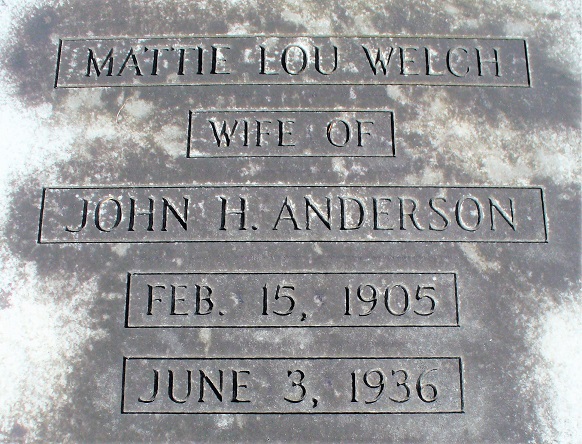 MATTIE LOU WELCH
WIFE OF
JOHN H. ANDERSON
FEB. 15, 1905
JUNE 3, 1936